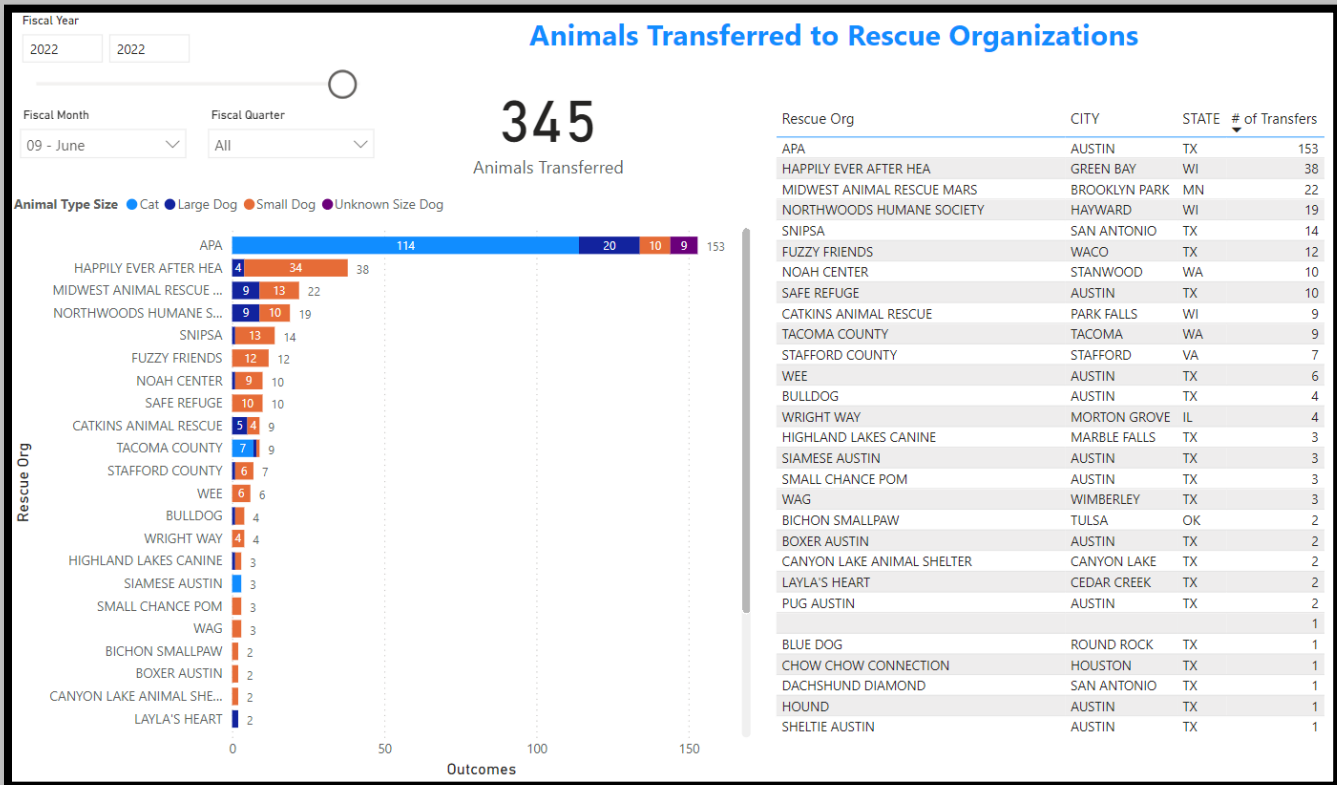 Fiscal Year
2022 2022
Animals Transferred to Rescue Organizations
Fiscal Month Fiscal Quarter
09 - June All
345
Animals Transferred
Animal Type Size Cat Large Dog Small Dog Unknown Size Dog
Rescue Org
APA 114 20 10 9 153
HAPPILY EVER AFTER HEA 4 34 38
MIDWEST ANIMAL RESCUE ... 9 13 22
NORTHWOODS HUMANE S... 9 10 19
SNIPSA 13 14
FUZZY FRIENDS 12 12
NOAH CENTER 9 10
SAFE REFUGE 10 10
CATKINS ANIMAL RESCUE 5 4 9
TACOMA COUNTY 7 9
STAFFORD COUNTY 6 7
WEE 6 6
BULLDOG 4
WRIGHT WAY 4 4
HIGHLAND LAKES CANINE 3
SIAMESE AUSTIN 3
SMALL CHANCE POM 3
WAG 3
BICHON SMALLPAW 2
BOXER AUSTIN 2
CANYON LAKE ANIMAL SHE... 2
LAYLA'S HEART 2
0 50 100 150
Outcomes
Rescue Org CITY STATE # of Transfers
APA AUSTIN TX 153
HAPPILY EVER AFTER HEA GREEN BAY WI 38
MIDWEST ANIMAL RESCUE MARS BROOKLYN PARK MN 22
NORTHWOODS HUMANE SOCIETY HAYWARD WI 19
SNIPSA SAN ANTONIO TX 14
FUZZY FRIENDS WACO TX 12
NOAH CENTER STANWOOD WA 10
SAFE REFUGE AUSTIN TX 10
CATKINS ANIMAL RESCUE PARK FALLS WI 9
TACOMA COUNTY TACOMA WA 9
STAFFORD COUNTY STAFFORD VA 7
WEE AUSTIN TX 6
BULLDOG AUSTIN TX 4
WRIGHT WAY MORTON GROVE IL 4
HIGHLAND LAKES CANINE MARBLE FALLS TX 3
SIAMESE AUSTIN AUSTIN TX 3
SMALL CHANCE POM AUSTIN TX 3
WAG WIMBERLEY TX 3
BICHON SMALLPAW TULSA OK 2
BOXER AUSTIN AUSTIN TX 2
CANYON LAKE ANIMAL SHELTER CANYON LAKE TX 2
LAYLA'S HEART CEDAR CREEK TX 2
PUG AUSTIN AUSTIN TX 2
1
BLUE DOG ROUND ROCK TX 1
CHOW CHOW CONNECTION HOUSTON TX 1
DACHSHUND DIAMOND SAN ANTONIO TX 1
HOUND AUSTIN TX 1
SHELTIE AUSTIN AUSTIN TX 1